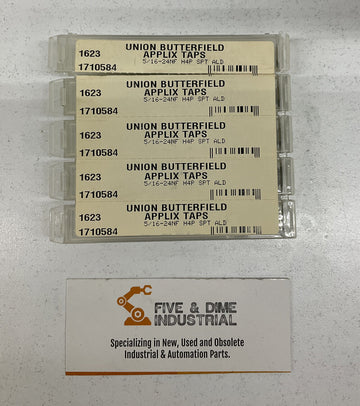 UNION BUTTERFIELD
1623 APPLIX TAPS
5/16-24NF H4P SPT ALD
1710584
UNION BUTTERFIELD
1623 APPLIX TAPS
5/16-24NF H4P SPT ALD
1710584
UNION BUTTERFIELD
1623 APPLIX TAPS
5/16-24NF H4P SPT ALD
1710584
UNION BUTTERFIELD
1623 APPLIX TAPS
5/16-24NF H4P SPT ALD
1710584
UNION BUTTERFIELD
1623 APPLIX TAPS
5/16-24NF H4P SPT ALD
1710584
FIVE & DIME
INDUSTRIAL
Specializing in New, Used and Obsolete
Industrial & Automation Parts.